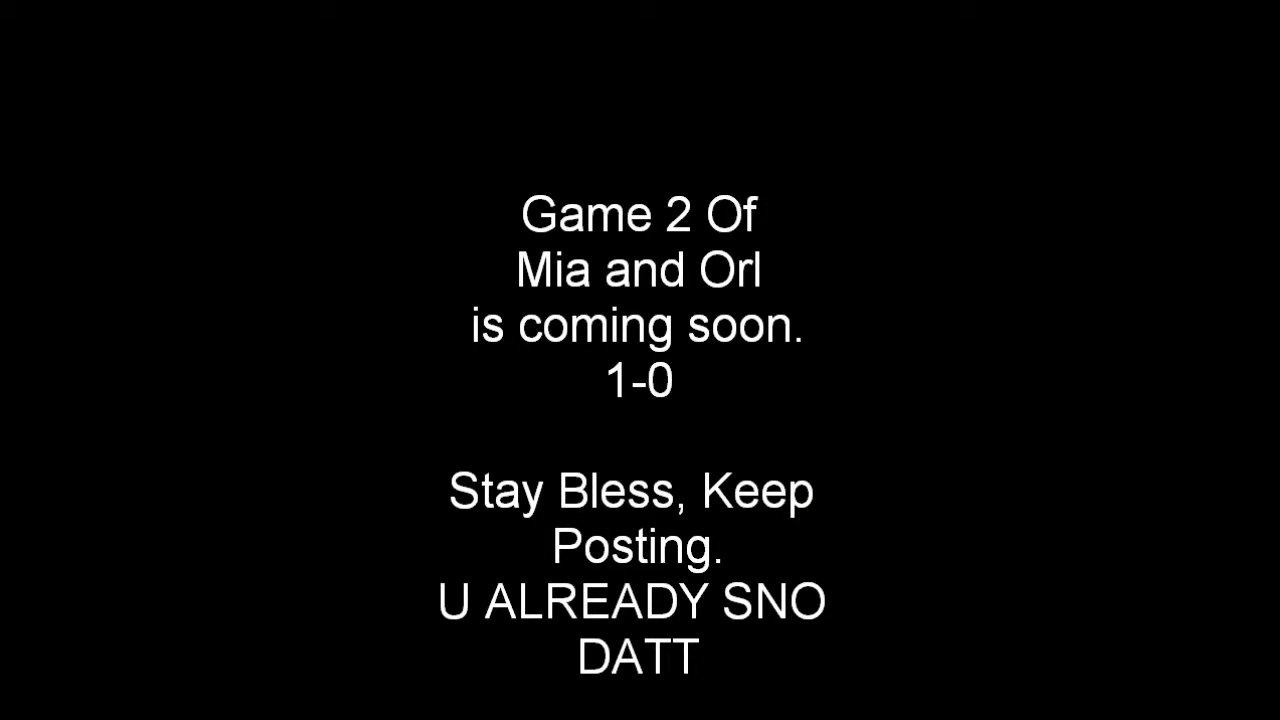 Game 2 Of
Mia and Orl
is coming soon.
1-0
Stay Bless, Keep
Posting.
U ALREADY SNO
DATT